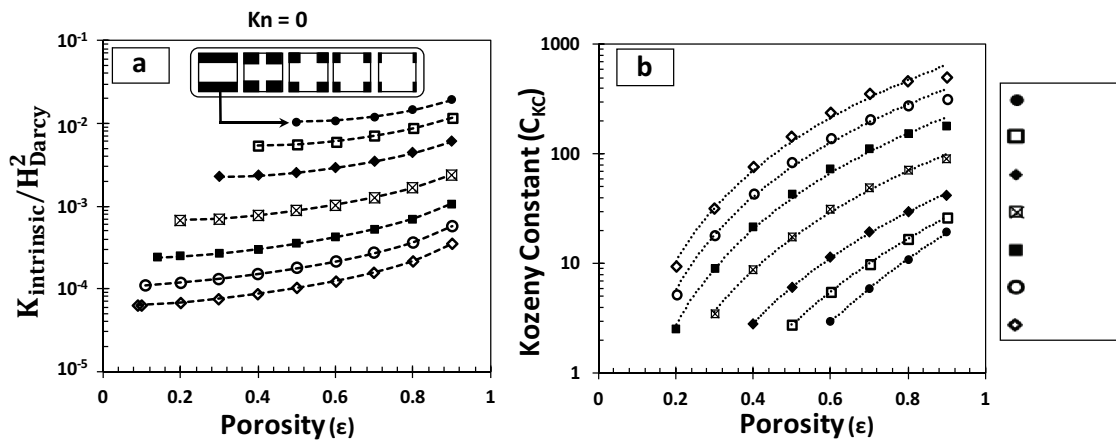 Kn = 0
a
10⁻¹
10⁻²
10⁻³
10⁻⁴
10⁻⁵
K_intrinsic/H²_Darcy
0 0.2 0.4 0.6 0.8 1
Porosity (ε)
b
1000
100
10
1
Kozeny Constant (C_KC)
0 0.2 0.4 0.6 0.8 1
Porosity (ε)